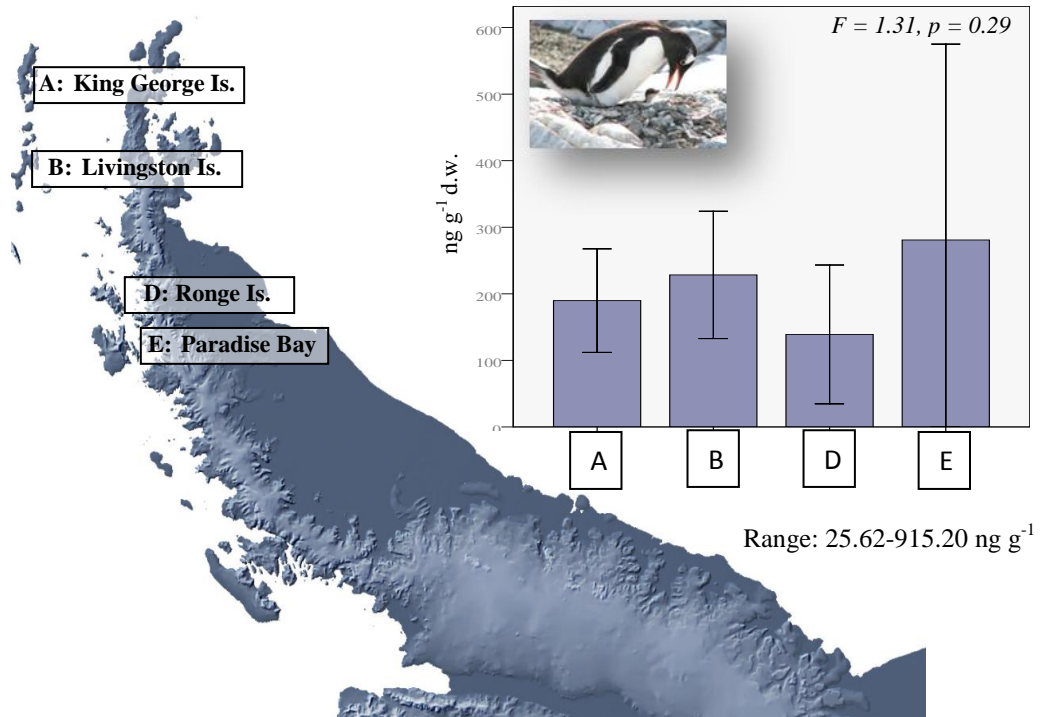 A: King George Is.
B: Livingston Is.
D: Ronge Is.
E: Paradise Bay
F = 1.31, p = 0.29
ng g⁻¹ d.w.
600
500
400
300
200
100
0
A B D E
Range: 25.62-915.20 ng g⁻¹